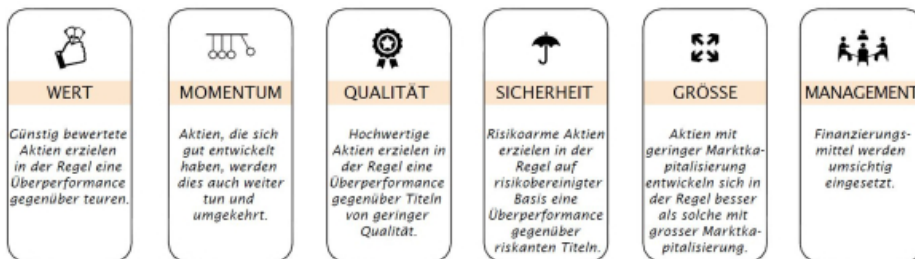 WERT
Günstig bewertete
Aktien erzielen
in der Regel eine
Überperformance
gegenüber teuren.
MOMENTUM
Aktien, die sich
gut entwickelt
haben, werden
dies auch weiter
tun und
umgekehrt.
QUALITÄT
Hochwertige
Aktien erzielen in
der Regel eine
Überperformance
gegenüber Titeln
von geringer
Qualität.
SICHERHEIT
Risikoarme Aktien
erzielen in der
Regel auf
risikobereinigter
Basis eine
Überperformance
gegenüber
riskanten Titeln.
GRÖSSE
Aktien mit
geringer Marktka-
pitalisierung
entwickeln sich in
der Regel besser
als solche mit
grosser Marktka-
pitalisierung.
MANAGEMENT
Finanzierungs-
mittel werden
umsichtig
eingesetzt.